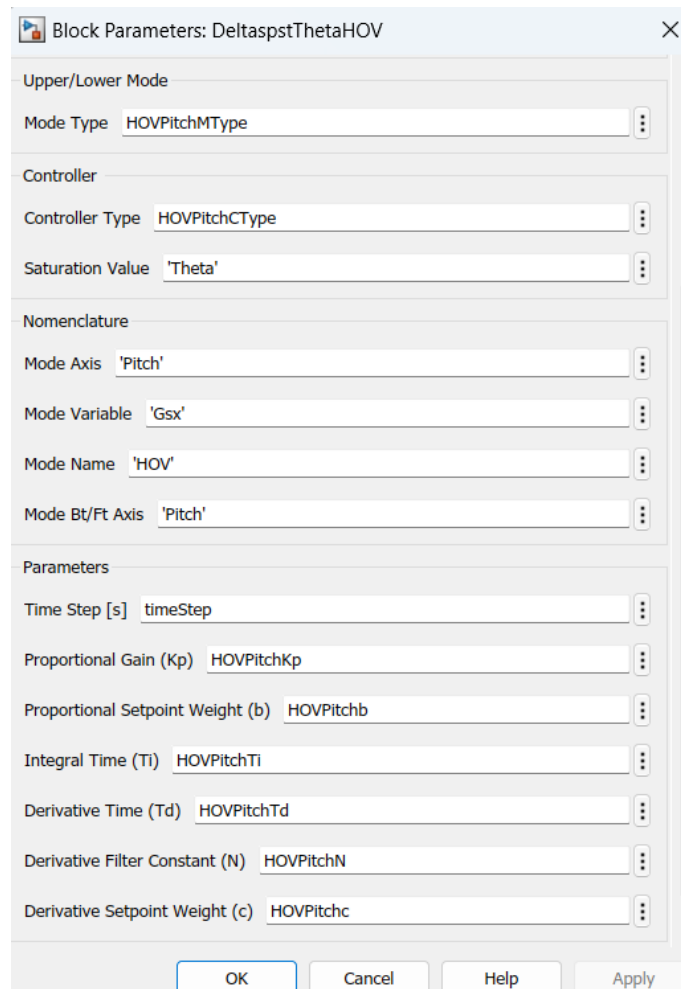 Block Parameters: DeltaspstThetaHOV
Upper/Lower Mode
Mode Type HOVPitchMType
Controller
Controller Type HOVPitchCType
Saturation Value 'Theta'
Nomenclature
Mode Axis 'Pitch'
Mode Variable 'Gsx'
Mode Name 'HOV'
Mode Bt/Ft Axis 'Pitch'
Parameters
Time Step [s] timeStep
Proportional Gain (Kp) HOVPitchKp
Proportional Setpoint Weight (b) HOVPitchb
Integral Time (Ti) HOVPitchTi
Derivative Time (Td) HOVPitchTd
Derivative Filter Constant (N) HOVPitchN
Derivative Setpoint Weight (c) HOVPitchc
OK Cancel Help Apply